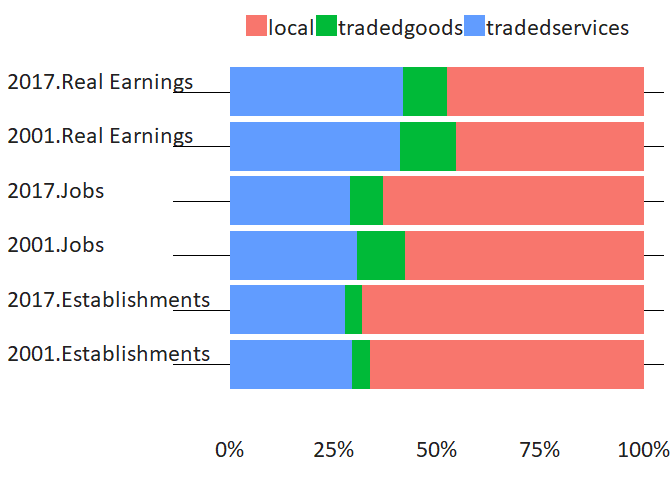 local tradedgoods tradedservices
2017.Real Earnings
2001.Real Earnings
2017.Jobs
2001.Jobs
2017.Establishments
2001.Establishments
0% 25% 50% 75% 100%